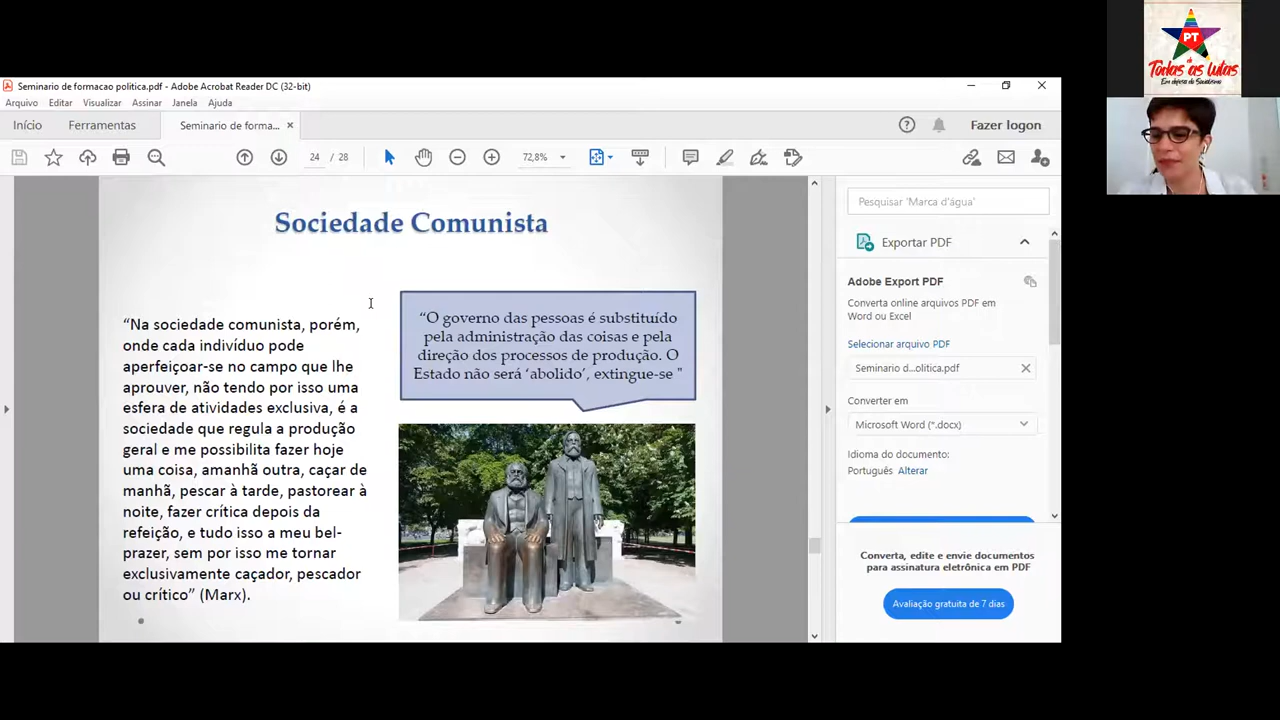 PT
de
Todas as lutas
Em defesa do Socialismo
Seminario de formacao politica.pdf - Adobe Acrobat Reader DC (32-bit)
Arquivo Editar Visualizar Assinar Janela Ajuda
Início Ferramentas Seminario de forma... Fazer logon
24 / 28 72,8%
Sociedade Comunista
“Na sociedade comunista, porém,
onde cada indivíduo pode
aperfeiçoar-se no campo que lhe
aprouver, não tendo por isso uma
esfera de atividades exclusiva, é a
sociedade que regula a produção
geral e me possibilita fazer hoje
uma coisa, amanhã outra, caçar de
manhã, pescar à tarde, pastorear à
noite, fazer crítica depois da
refeição, e tudo isso a meu bel-
prazer, sem por isso me tornar
exclusivamente caçador, pescador
ou crítico” (Marx).
“O governo das pessoas é substituído
pela administração das coisas e pela
direção dos processos de produção. O
Estado não será ‘abolido’, extingue-se "
Pesquisar 'Marca d'água'
Exportar PDF
Adobe Export PDF
Converta online arquivos PDF em
Word ou Excel
Selecionar arquivo PDF
Seminario d...olitica.pdf
Converter em
Microsoft Word (*.docx)
Idioma do documento:
Português Alterar
Converta, edite e envie documentos
para assinatura eletrônica em PDF
Avaliação gratuita de 7 dias